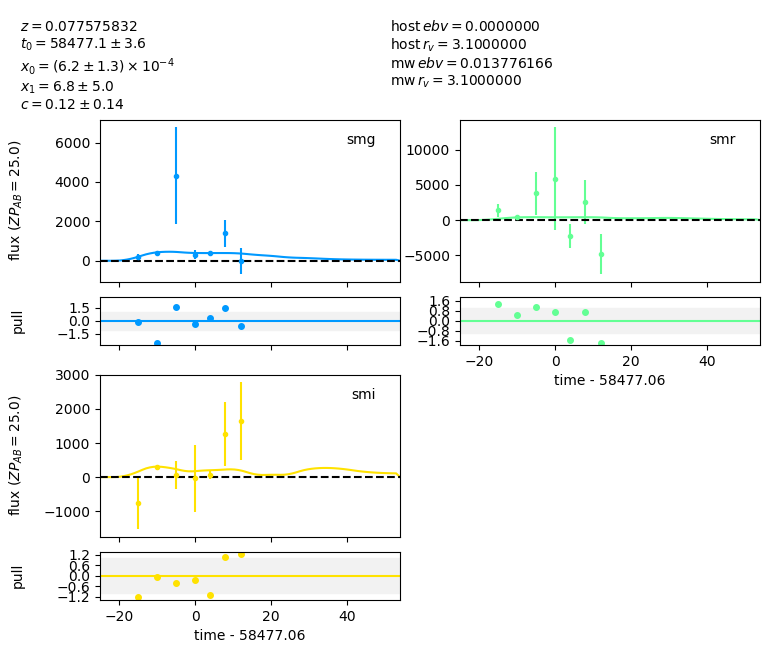 z = 0.077575832
t₀ = 58477.1 ± 3.6
x₀ = (6.2 ± 1.3) × 10⁻⁴
x₁ = 6.8 ± 5.0
c = 0.12 ± 0.14
host ebv = 0.0000000
host r_v = 3.1000000
mw ebv = 0.013776166
mw r_v = 3.1000000
smg
flux (ZP_AB = 25.0)
6000
4000
2000
0
pull
1.5
0.0
−1.5
smr
10000
5000
0
−5000
1.6
0.8
0.0
−0.8
−1.6
−20 0 20 40
time - 58477.06
smi
flux (ZP_AB = 25.0)
3000
2000
1000
0
−1000
pull
1.2
0.6
0.0
−0.6
−1.2
−20 0 20 40
time - 58477.06